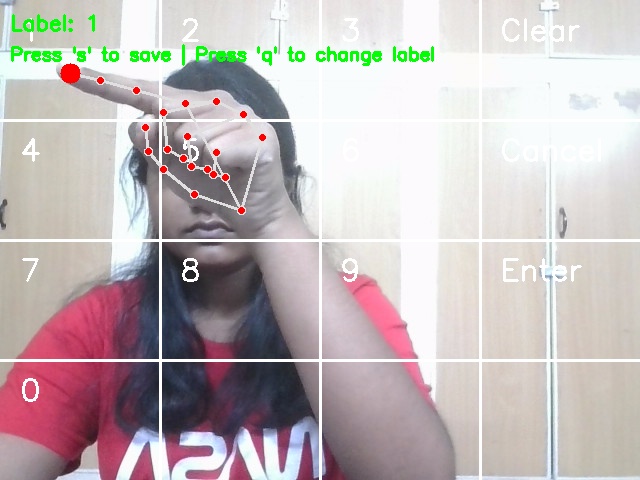 Label: 1
1 2 3 Clear
Press 's' to save | Press 'q' to change label
4 5 6 Cancel
7 8 9 Enter
0
NASA